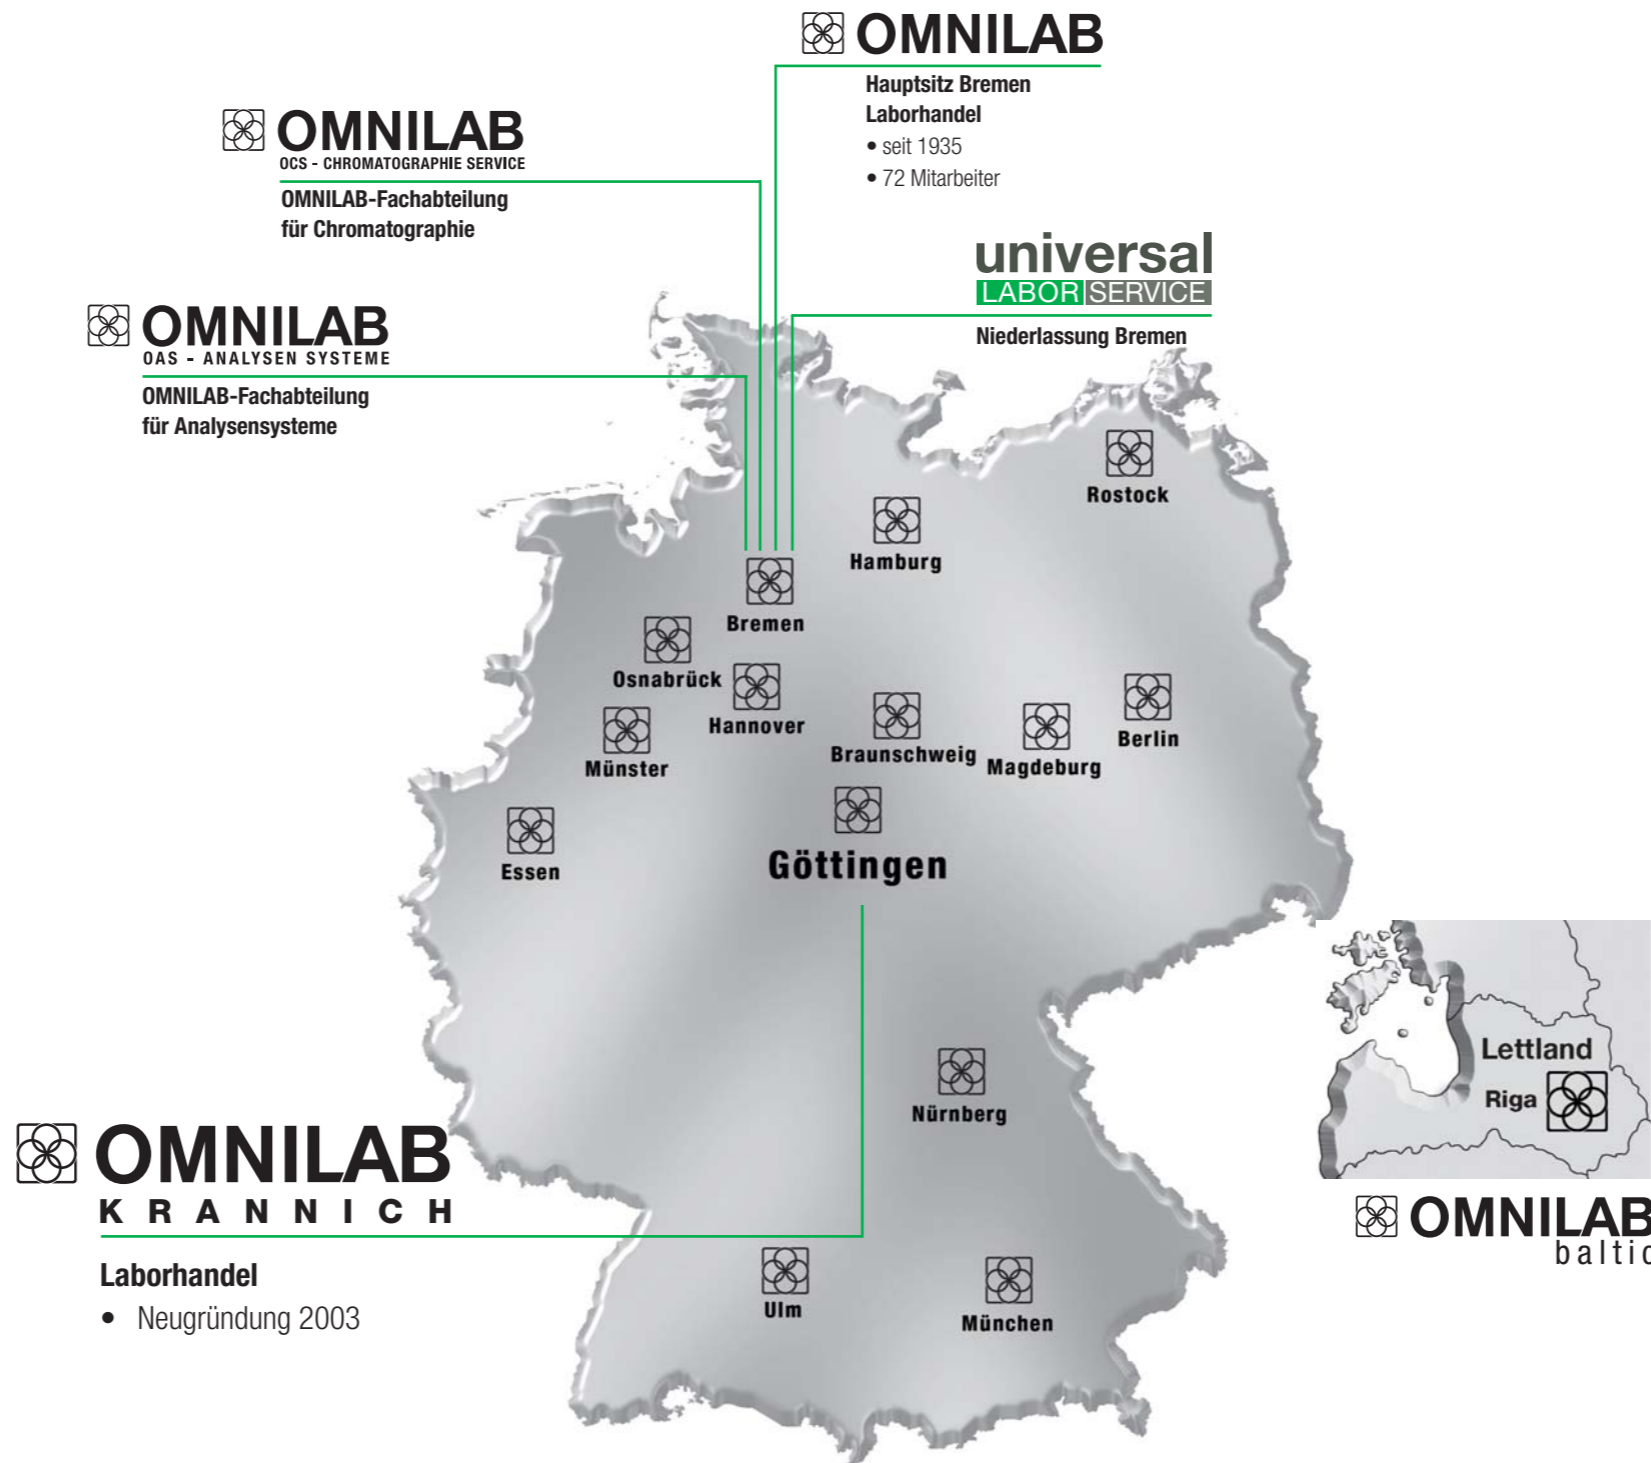 OMNILAB
Hauptsitz Bremen
Laborhandel
• seit 1935
• 72 Mitarbeiter
OMNILAB
OCS - CHROMATOGRAPHIE SERVICE
OMNILAB-Fachabteilung
für Chromatographie
universal
LABOR SERVICE
Niederlassung Bremen
OMNILAB
OAS - ANALYSEN SYSTEME
OMNILAB-Fachabteilung
für Analysensysteme
Rostock
Hamburg
Bremen
Osnabrück
Hannover
Braunschweig
Magdeburg
Berlin
Münster
Essen
Göttingen
Lettland
Riga
Nürnberg
OMNILAB
KRANNICH
Laborhandel
• Neugründung 2003
OMNILAB
baltic
Ulm
München